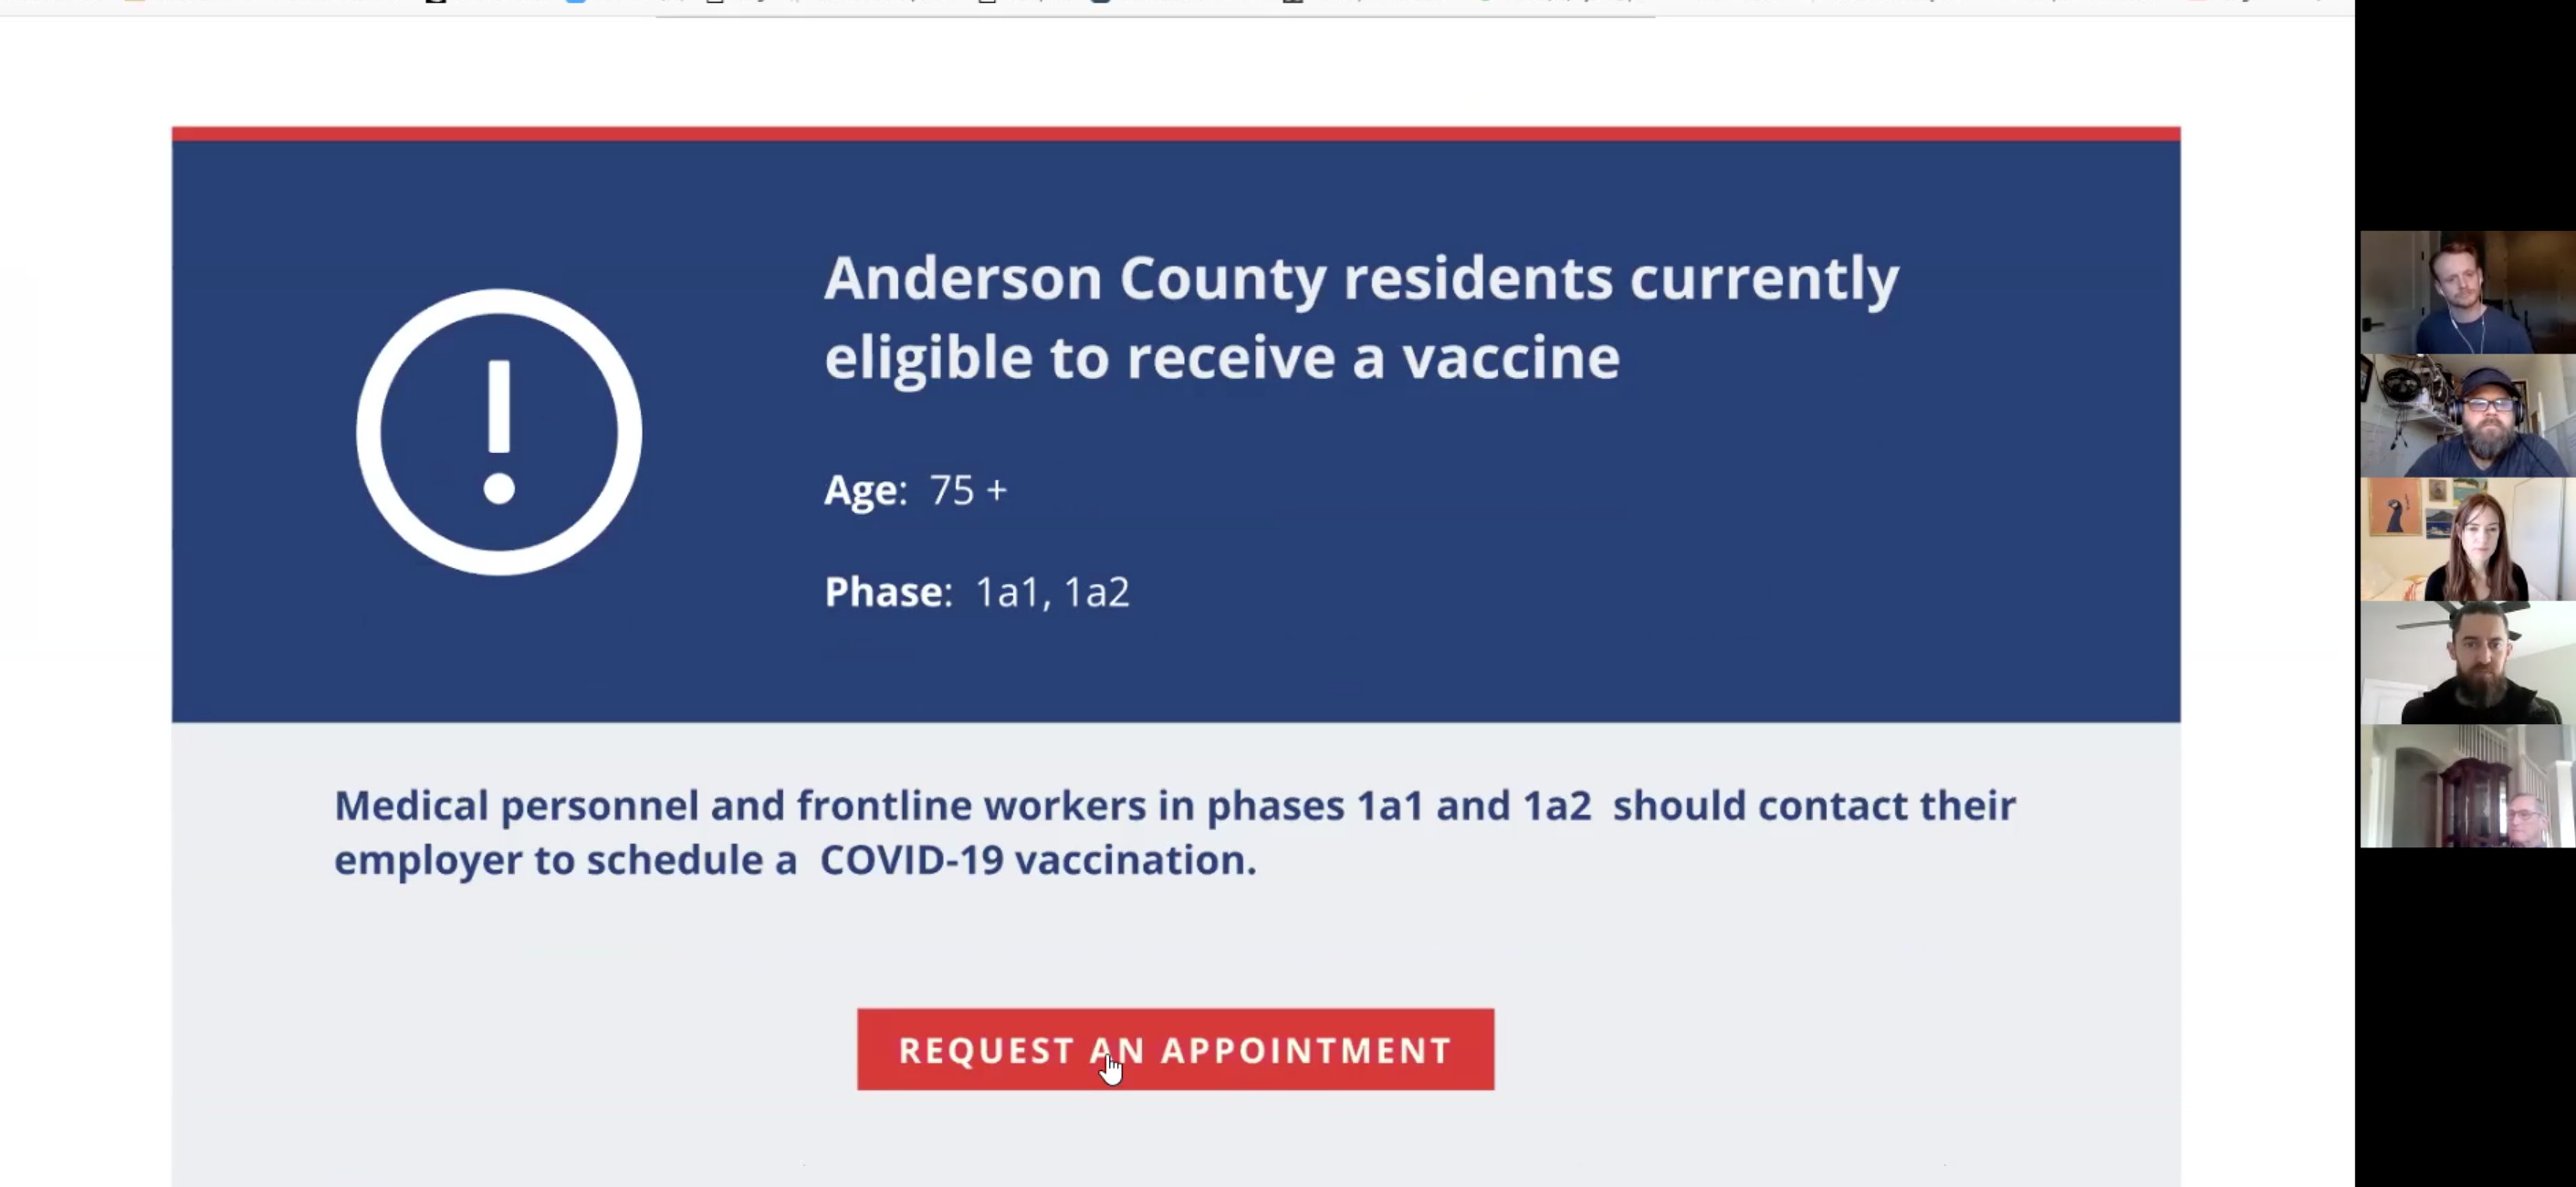 Anderson County residents currently
eligible to receive a vaccine
Age: 75 +
Phase: 1a1, 1a2
Medical personnel and frontline workers in phases 1a1 and 1a2 should contact their
employer to schedule a COVID-19 vaccination.
REQUEST AN APPOINTMENT